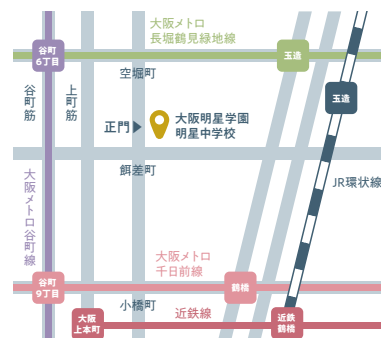 大阪メトロ
長堀鶴見緑地線
谷町
6丁目
玉造
空堀町
谷町筋
上町筋
玉造
正門
大阪明星学園
明星中学校
餌差町
大阪メトロ谷町線
JR環状線
大阪メトロ
千日前線
谷町
9丁目
鶴橋
小橋町
近鉄線
大阪
上本町
近鉄
鶴橋